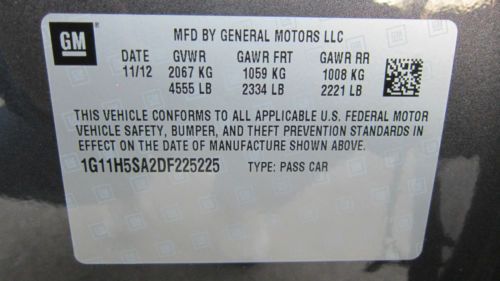 GM
MFD BY GENERAL MOTORS LLC
DATE GVWR GAWR FRT GAWR RR
11/12 2067 KG 1059 KG 1008 KG
4555 LB 2334 LB 2221 LB
THIS VEHICLE CONFORMS TO ALL APPLICABLE U.S. FEDERAL MOTOR
VEHICLE SAFETY, BUMPER, AND THEFT PREVENTION STANDARDS IN
EFFECT ON THE DATE OF MANUFACTURE SHOWN ABOVE.
1G11H5SA2DF225225 TYPE: PASS CAR